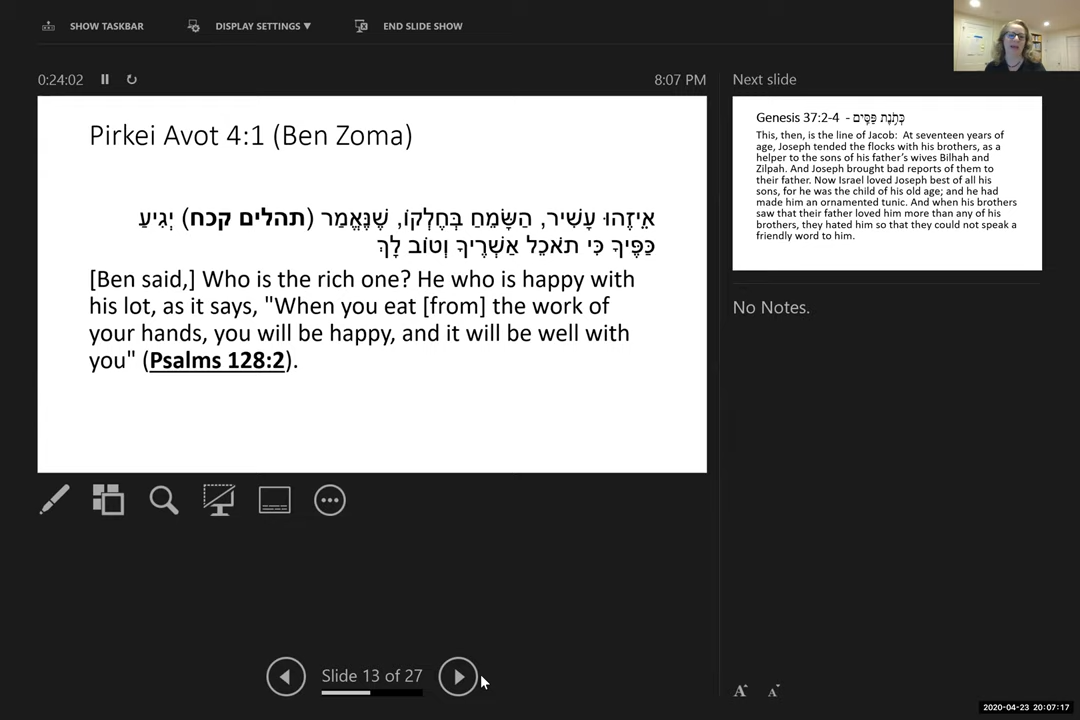 SHOW TASKBAR
DISPLAY SETTINGS ▼
END SLIDE SHOW
0:24:02
8:07 PM
Pirkei Avot 4:1 (Ben Zoma)
אֵיזֶהוּ עָשִׁיר, הַשָּׂמֵחַ בְּחֶלְקוֹ, שֶׁנֶּאֱמַר (תהלים קכח) יְגִיעַ
כַּפֶּיךָ כִּי תֹאכֵל אַשְׁרֶיךָ וְטוֹב לָךְ
[Ben said,] Who is the rich one? He who is happy with
his lot, as it says, "When you eat [from] the work of
your hands, you will be happy, and it will be well with
you" (Psalms 128:2).
Next slide
Genesis 37:2-4 - כְּתֹנֶת פַּסִּים
This, then, is the line of Jacob: At seventeen years of
age, Joseph tended the flocks with his brothers, as a
helper to the sons of his father's wives Bilhah and
Zilpah. And Joseph brought bad reports of them to
their father. Now Israel loved Joseph best of all his
sons, for he was the child of his old age; and he had
made him an ornamented tunic. And when his brothers
saw that their father loved him more than any of his
brothers, they hated him so that they could not speak a
friendly word to him.
No Notes.
Slide 13 of 27
A A
2020-04-23 20:07:17